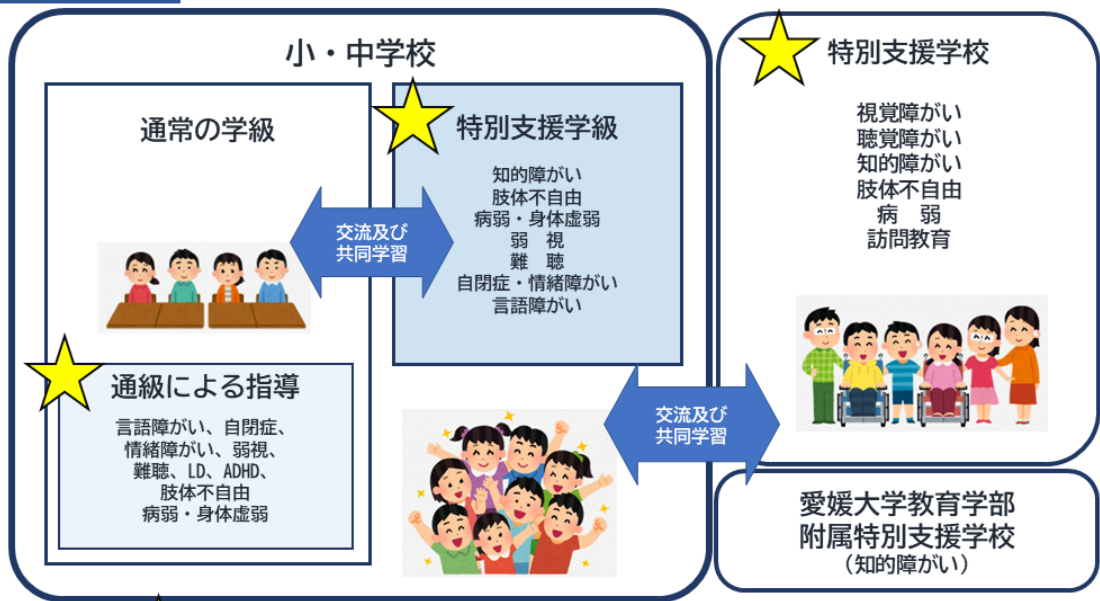 小・中学校
通常の学級
特別支援学級
知的障がい
肢体不自由
病弱・身体虚弱
弱　視
難　聴
自閉症・情緒障がい
言語障がい
交流及び
共同学習
通級による指導
言語障がい、自閉症、
情緒障がい、弱視、
難聴、LD、ADHD、
肢体不自由
病弱・身体虚弱
交流及び
共同学習
特別支援学校
視覚障がい
聴覚障がい
知的障がい
肢体不自由
病　弱
訪問教育
愛媛大学教育学部
附属特別支援学校
（知的障がい）